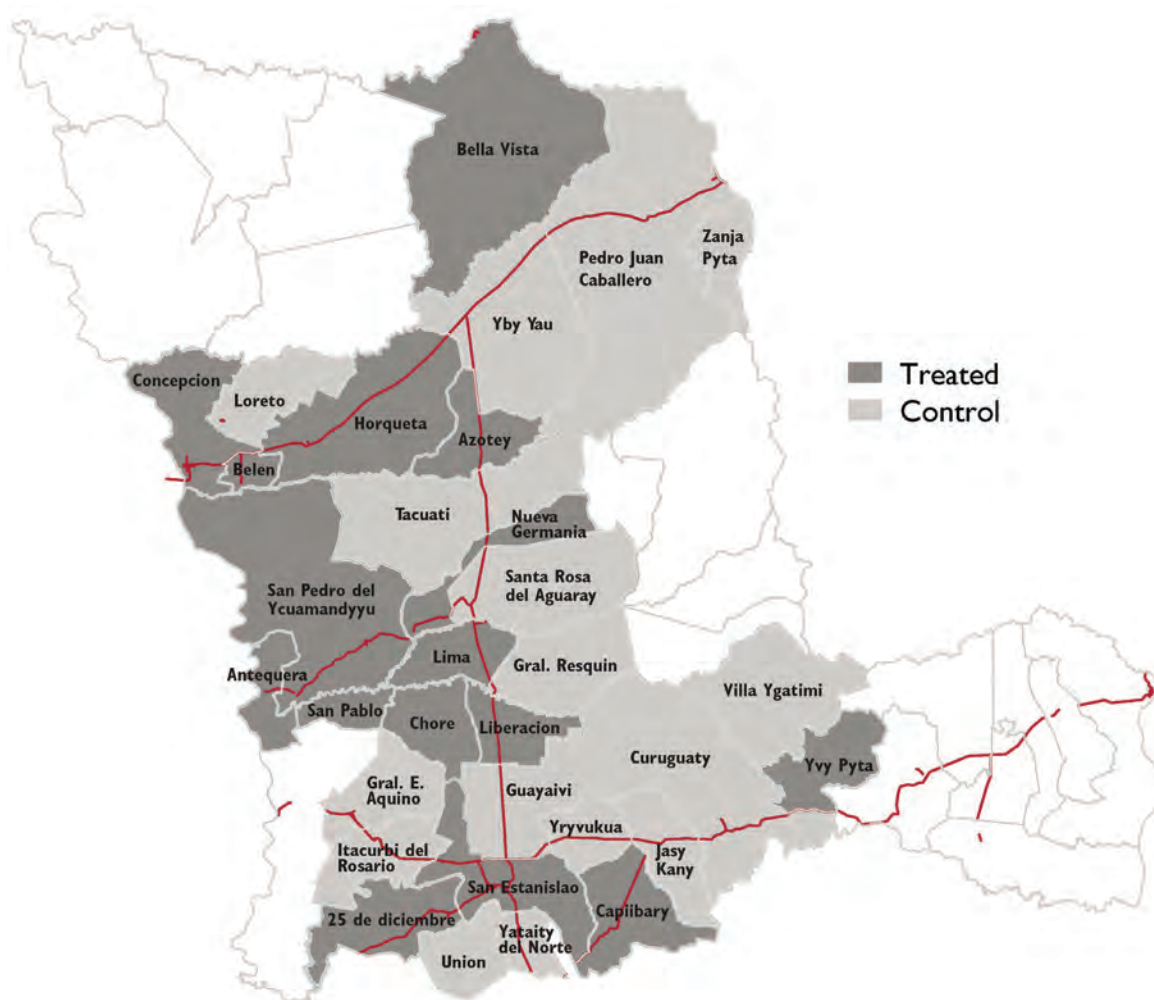 Bella Vista
Zanja
Pyta
Pedro Juan
Caballero
Yby Yau
Treated
Control
Concepcion
Loreto
Horqueta
Azotey
Belen
Tacuati
Nueva
Germania
San Pedro del
Ycuamandyyu
Santa Rosa
del Aguaray
Lima
Gral. Resquin
Antequera
Villa Ygatimi
San Pablo
Chore
Liberacion
Curuguaty
Yvy Pyta
Gral. E.
Aquino
Guayaivi
Yryvukua
Itacurbi del
Rosario
Jasy
Kany
San Estanislao
Capiibary
25 de diciembre
Yataity
del Norte
Union